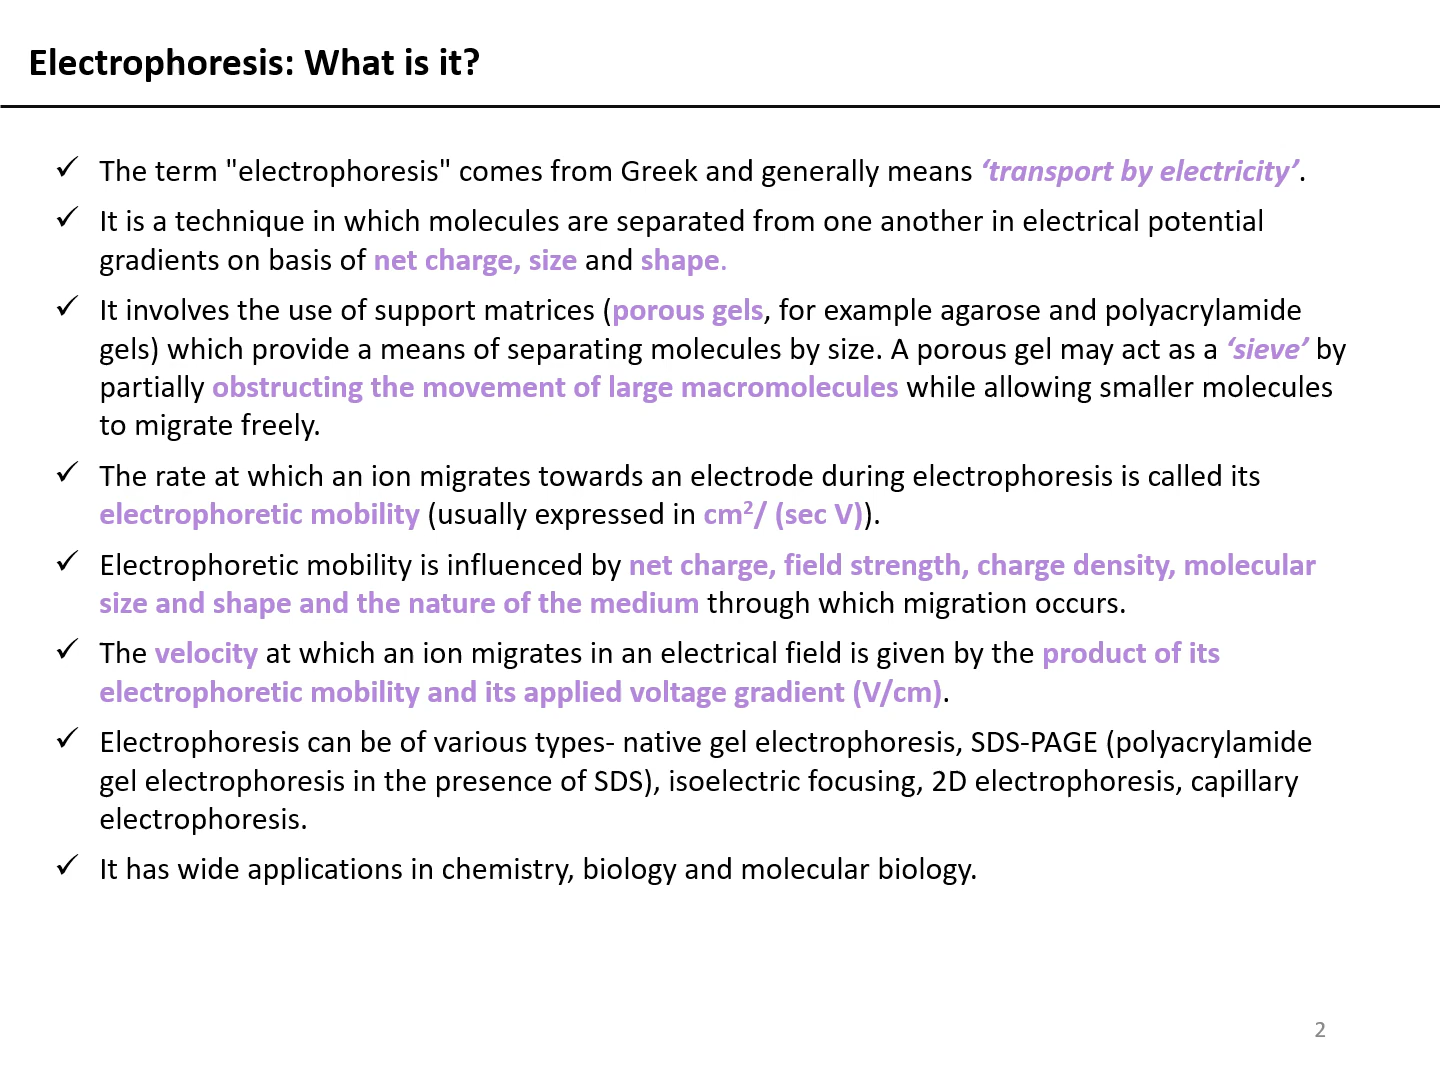 Electrophoresis: What is it?
✓ The term "electrophoresis" comes from Greek and generally means ‘transport by electricity’.
✓ It is a technique in which molecules are separated from one another in electrical potential
gradients on basis of net charge, size and shape.
✓ It involves the use of support matrices (porous gels, for example agarose and polyacrylamide
gels) which provide a means of separating molecules by size. A porous gel may act as a ‘sieve’ by
partially obstructing the movement of large macromolecules while allowing smaller molecules
to migrate freely.
✓ The rate at which an ion migrates towards an electrode during electrophoresis is called its
electrophoretic mobility (usually expressed in cm²/ (sec V)).
✓ Electrophoretic mobility is influenced by net charge, field strength, charge density, molecular
size and shape and the nature of the medium through which migration occurs.
✓ The velocity at which an ion migrates in an electrical field is given by the product of its
electrophoretic mobility and its applied voltage gradient (V/cm).
✓ Electrophoresis can be of various types- native gel electrophoresis, SDS-PAGE (polyacrylamide
gel electrophoresis in the presence of SDS), isoelectric focusing, 2D electrophoresis, capillary
electrophoresis.
✓ It has wide applications in chemistry, biology and molecular biology.
2